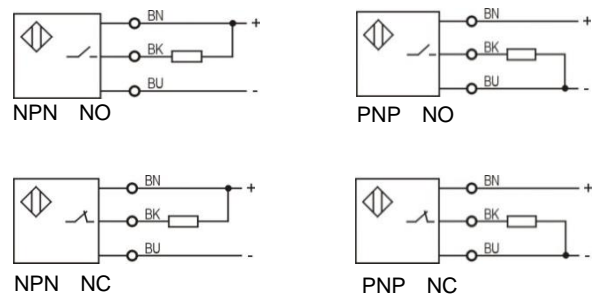 BN +
BK
BU -
NPN NO
BN +
BK
BU -
PNP NO
BN +
BK
BU -
NPN NC
BN +
BK
BU -
PNP NC